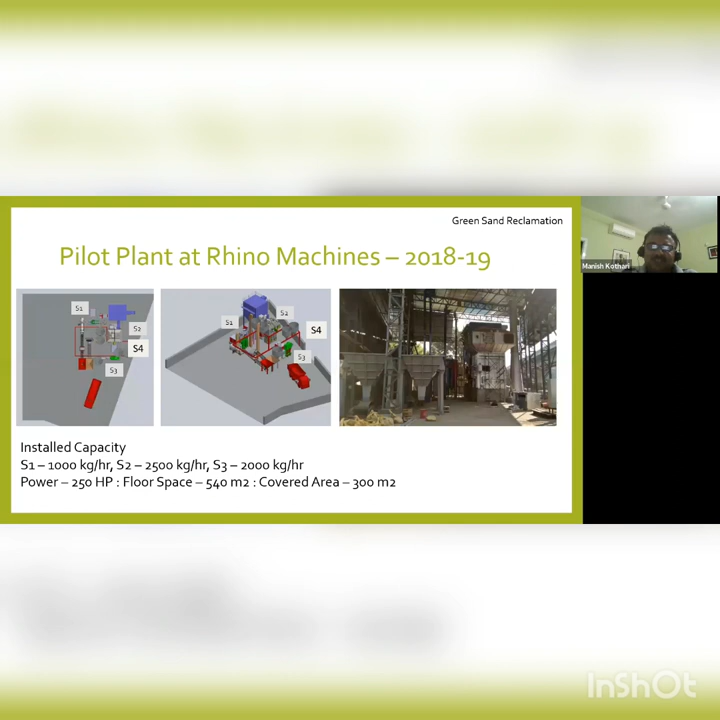 Green Sand Reclamation
Pilot Plant at Rhino Machines – 2018-19
S1
S2
S4
S3
S1
S2
S4
S3
Installed Capacity
S1 – 1000 kg/hr, S2 – 2500 kg/hr, S3 – 2000 kg/hr
Power – 250 HP : Floor Space – 540 m2 : Covered Area – 300 m2
Manish Kothari
InShOt